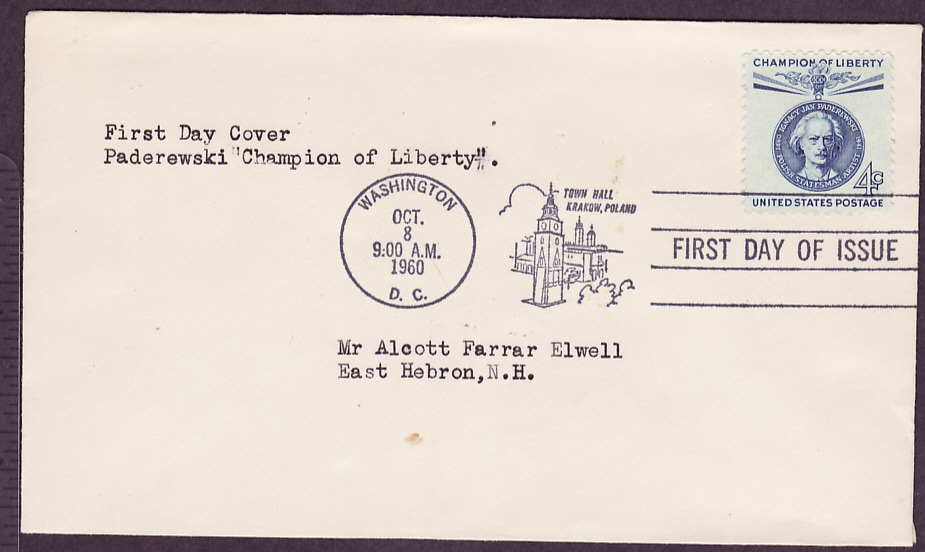 CHAMPION OF LIBERTY
IGNACY JAN PADEREWSKI
1860 1941
POLISH STATESMAN ARTIST
4c
UNITED STATES POSTAGE
First Day Cover
Paderewski "Champion of Liberty".
WASHINGTON
OCT.
8
9:00 A.M.
1960
D. C.
TOWN HALL
KRAKOW, POLAND
FIRST DAY OF ISSUE
Mr Alcott Farrar Elwell
East Hebron,N.H.